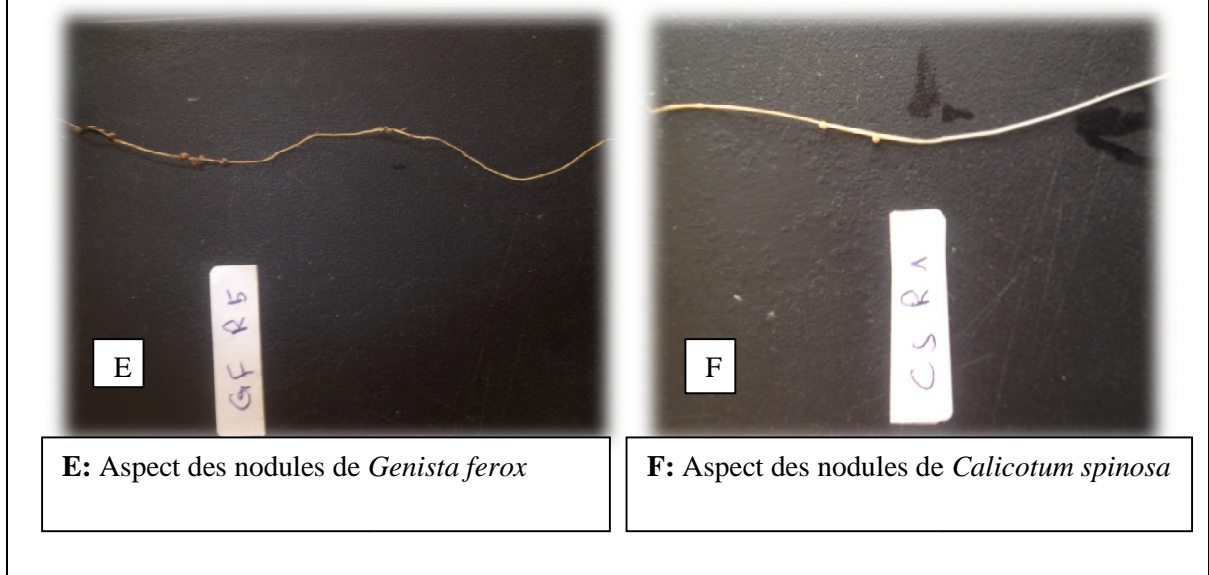 GF R5
E
CS R1
F
E: Aspect des nodules de Genista ferox
F: Aspect des nodules de Calicotum spinosa